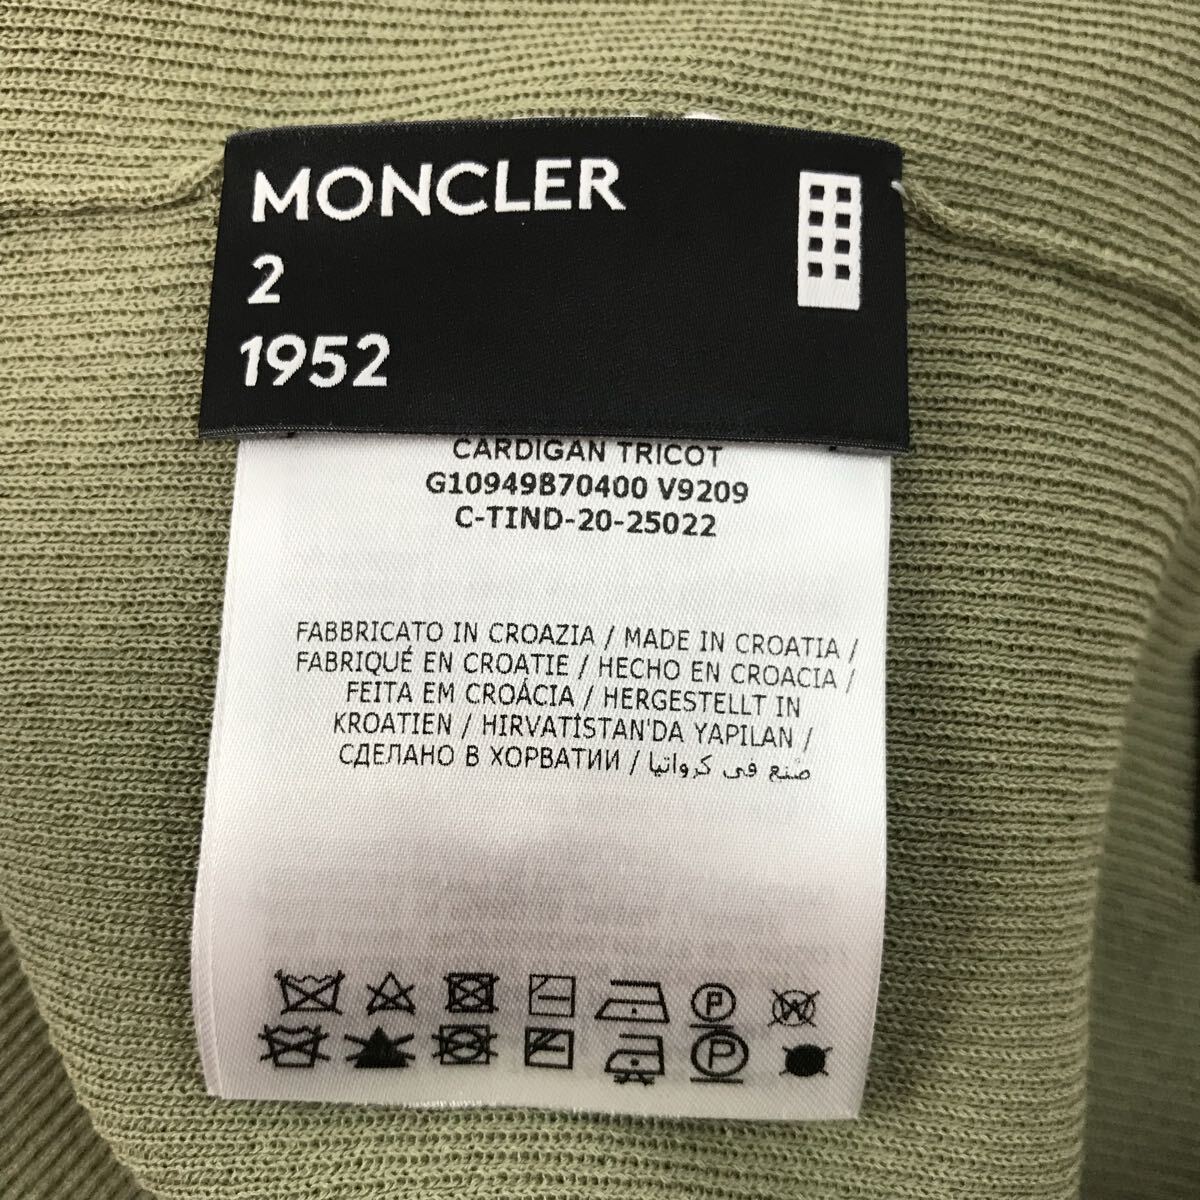 MONCLER
2
1952
CARDIGAN TRICOT
G10949B70400 V9209
C-TIND-20-25022
FABBRICATO IN CROAZIA / MADE IN CROATIA /
FABRIQUÉ EN CROATIE / HECHO EN CROACIA /
FEITA EM CROÁCIA / HERGESTELLT IN
KROATIEN / HIRVATİSTAN'DA YAPILAN /
СДЕЛАНО В ХОРВАТИИ / صنع في كرواتيا
P W
P